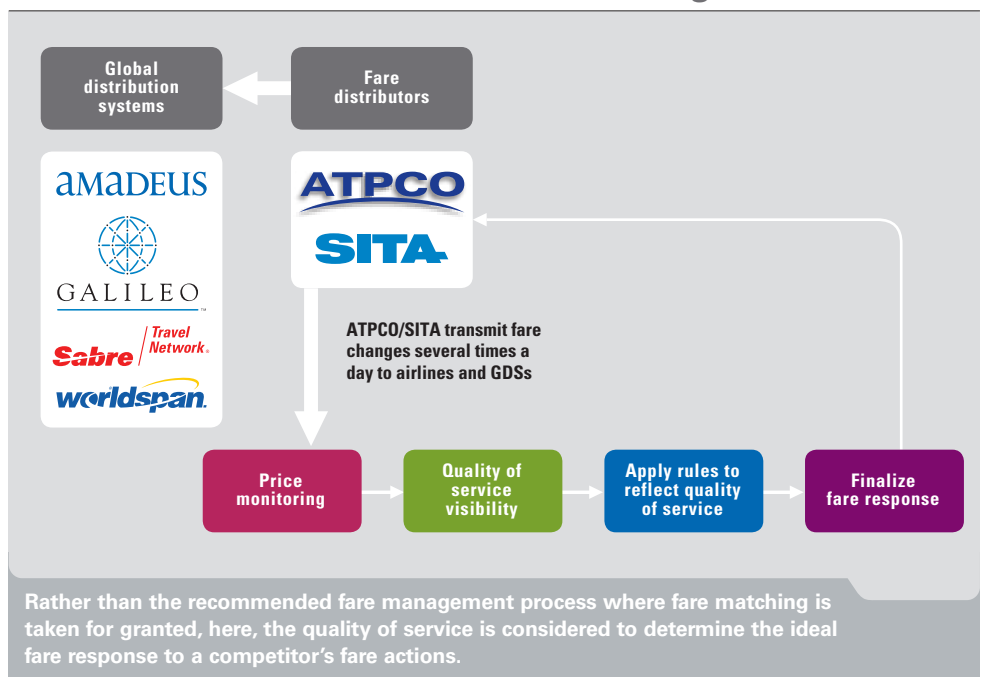 Global
distribution
systems
Fare
distributors
aMaDEUS
GALILEO
™
Sabre
Travel
Network®
worldspan.
ATPCO
SITA
ATPCO/SITA transmit fare
changes several times a
day to airlines and GDSs
Price
monitoring
Quality of
service
visibility
Apply rules to
reflect quality
of service
Finalize
fare response
Rather than the recommended fare management process where fare matching is
taken for granted, here, the quality of service is considered to determine the ideal
fare response to a competitor’s fare actions.